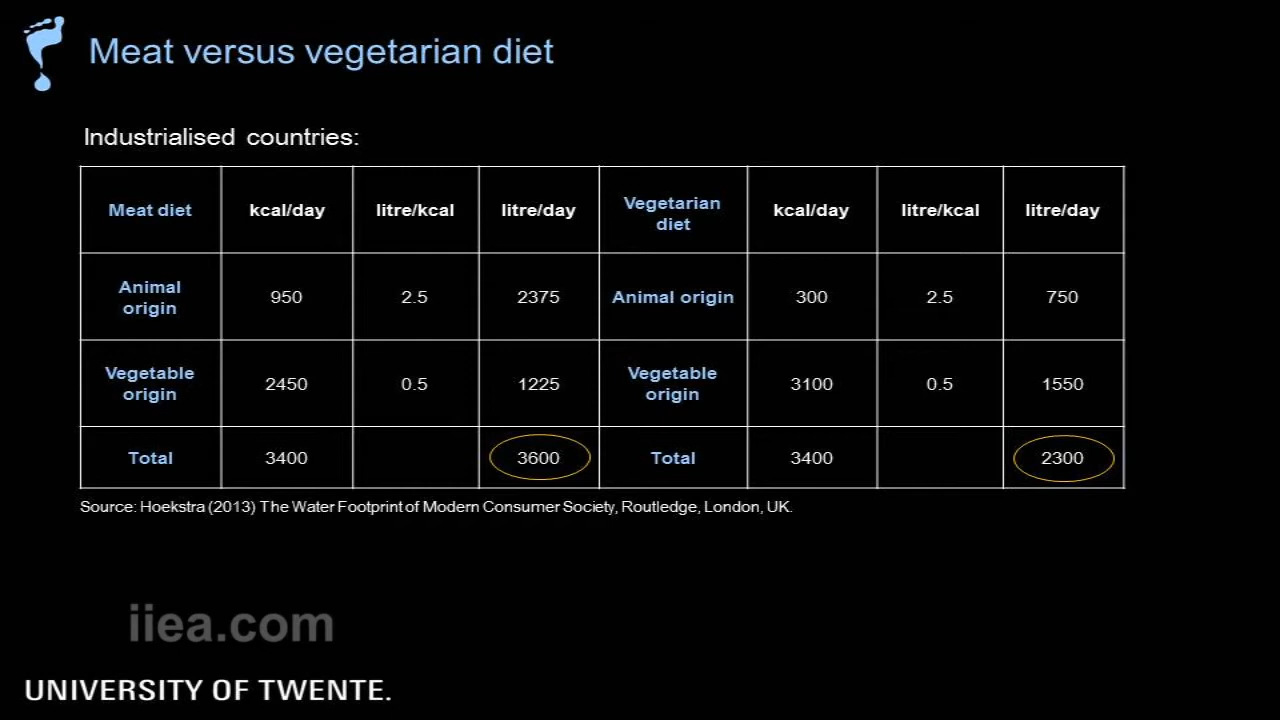 Meat versus vegetarian diet
Industrialised countries:
Meat diet kcal/day litre/kcal litre/day Vegetarian diet kcal/day litre/kcal litre/day
Animal origin 950 2.5 2375 Animal origin 300 2.5 750
Vegetable origin 2450 0.5 1225 Vegetable origin 3100 0.5 1550
Total 3400 3600 Total 3400 2300
Source: Hoekstra (2013) The Water Footprint of Modern Consumer Society, Routledge, London, UK.
iiea.com
UNIVERSITY OF TWENTE.